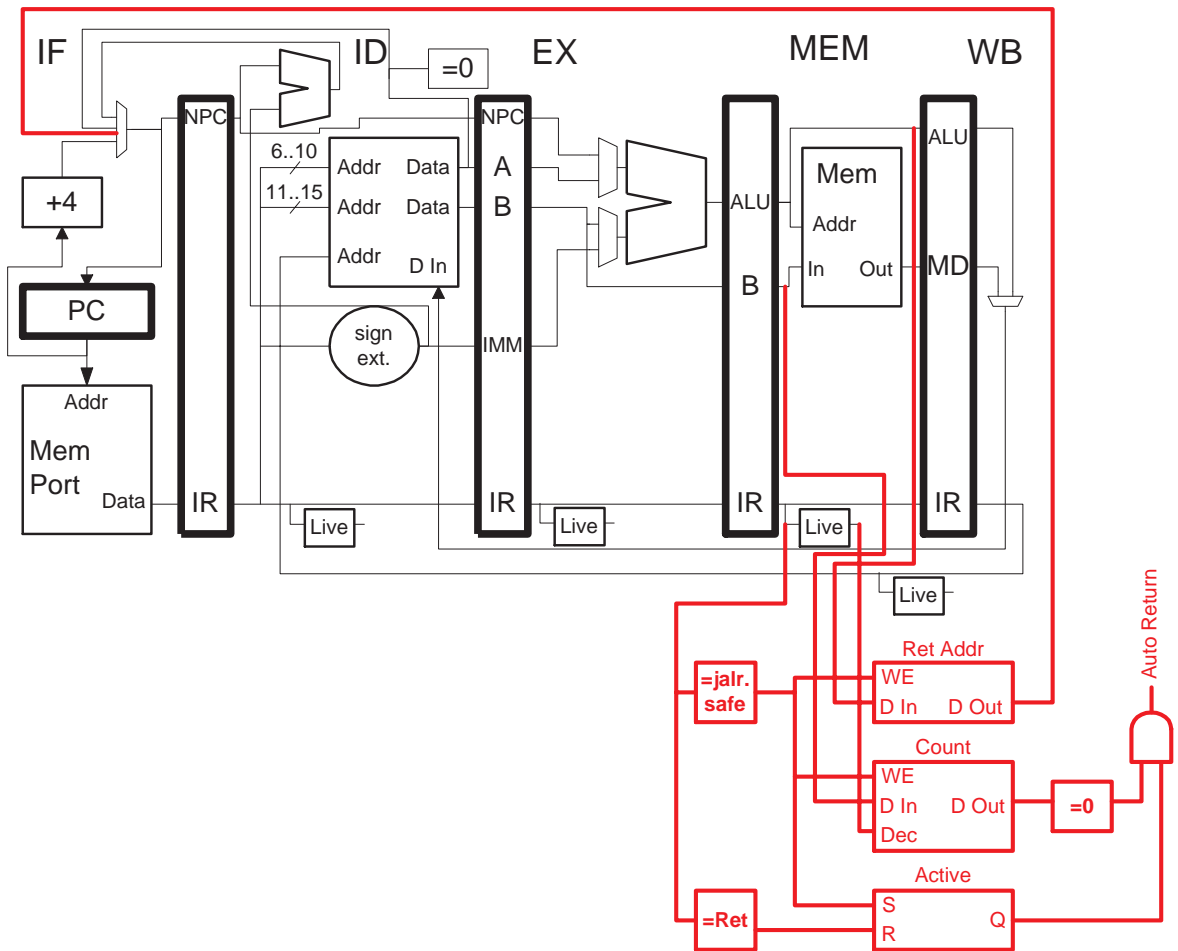 IF
ID
EX
MEM
WB
=0
NPC
NPC
6..10
Addr
Data
A
ALU
Mem
+4
11..15
Addr
Data
B
ALU
Addr
Addr
D In
B
In
Out
MD
PC
sign
ext.
IMM
Addr
Mem
Port
Data
IR
IR
IR
IR
Live
Live
Live
Live
Auto Return
Ret Addr
=jalr.
safe
WE
D In
D Out
Count
WE
D In
D Out
Dec
=0
Active
=Ret
S
R
Q